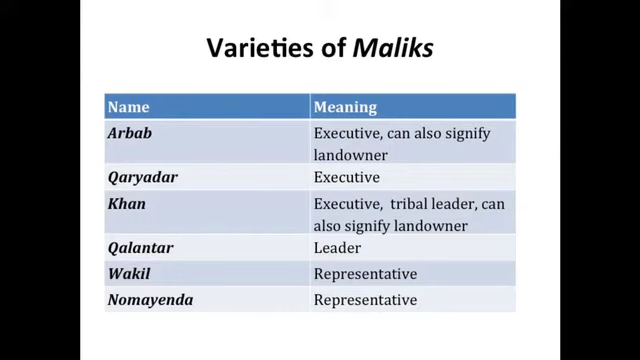 Varieties of Maliks
Name Meaning
Arbab Executive, can also signify
landowner
Qaryadar Executive
Khan Executive, tribal leader, can
also signify landowner
Qalantar Leader
Wakil Representative
Nomayenda Representative